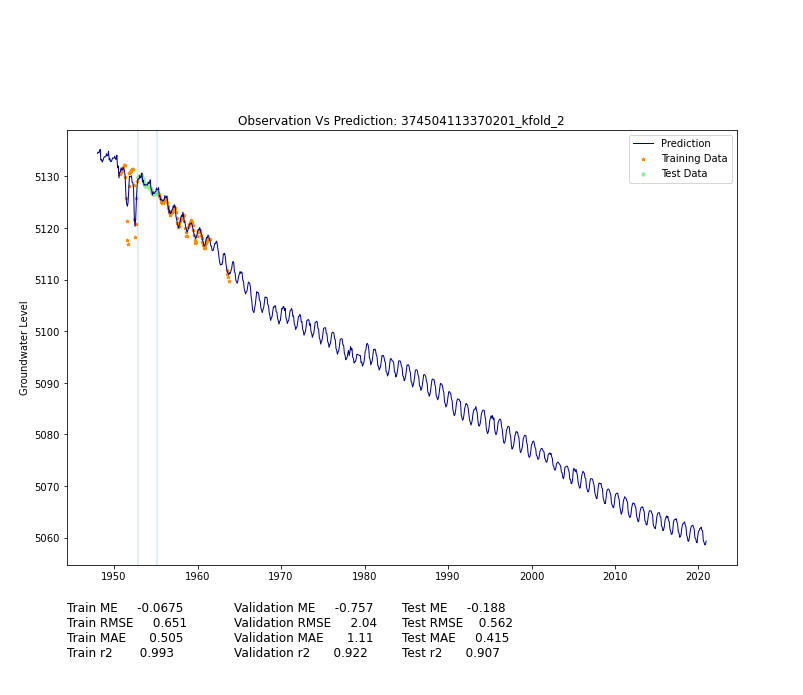 Observation Vs Prediction: 374504113370201_kfold_2
Prediction
Training Data
Test Data
5130
5120
5110
5100
5090
5080
5070
5060
Groundwater Level
1950 1960 1970 1980 1990 2000 2010 2020
Train ME -0.0675 Validation ME -0.757 Test ME -0.188
Train RMSE 0.651 Validation RMSE 2.04 Test RMSE 0.562
Train MAE 0.505 Validation MAE 1.11 Test MAE 0.415
Train r2 0.993 Validation r2 0.922 Test r2 0.907